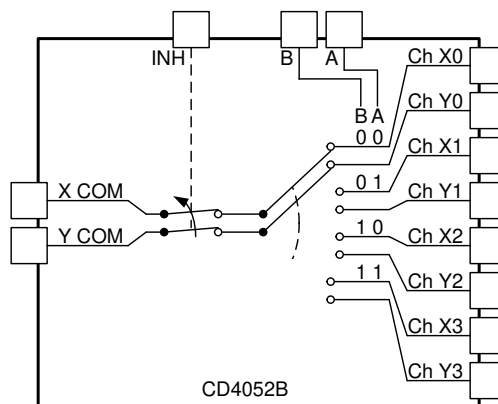 INH
B
A
Ch X0
Ch Y0
B A
0 0
Ch X1
0 1
X COM
Ch Y1
Y COM
1 0
Ch X2
Ch Y2
1 1
Ch X3
Ch Y3
CD4052B